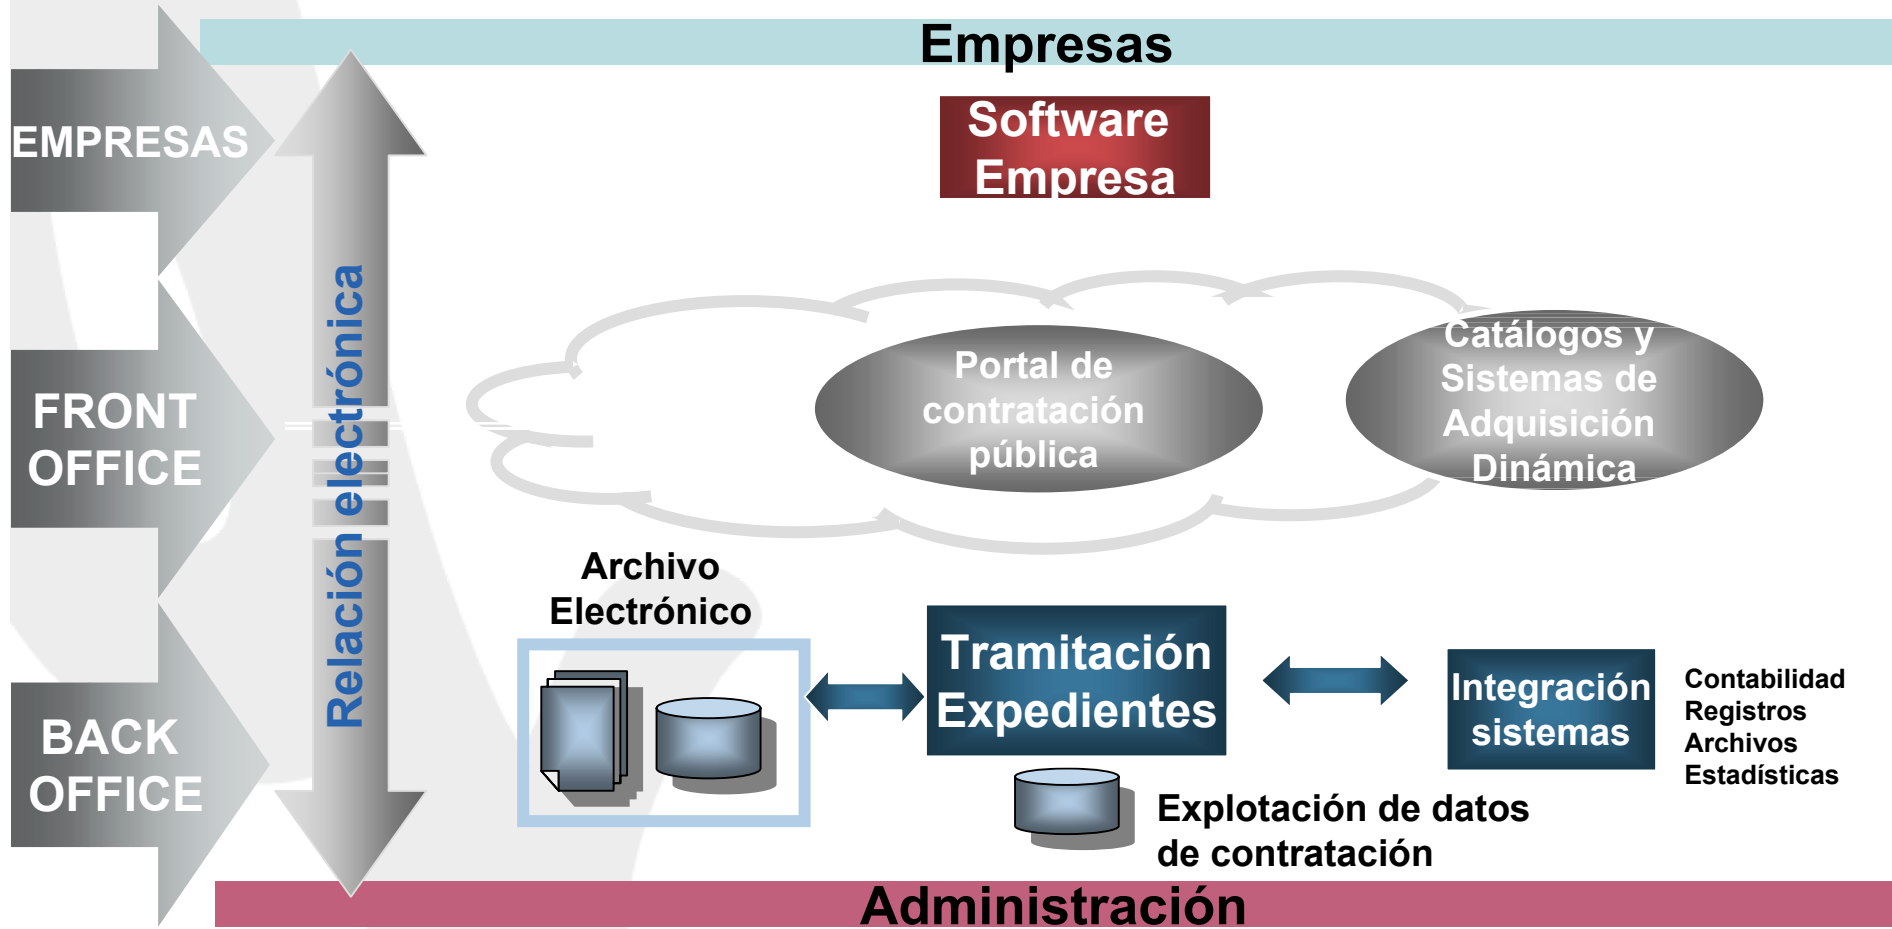 Empresas
EMPRESAS
Software
Empresa
Relación electrónica
FRONT
OFFICE
Portal de
contratación
pública
Catálogos y
Sistemas de
Adquisición
Dinámica
Archivo
Electrónico
BACK
OFFICE
Tramitación
Expedientes
Integración
sistemas
Contabilidad
Registros
Archivos
Estadísticas
Explotación de datos
de contratación
Administración